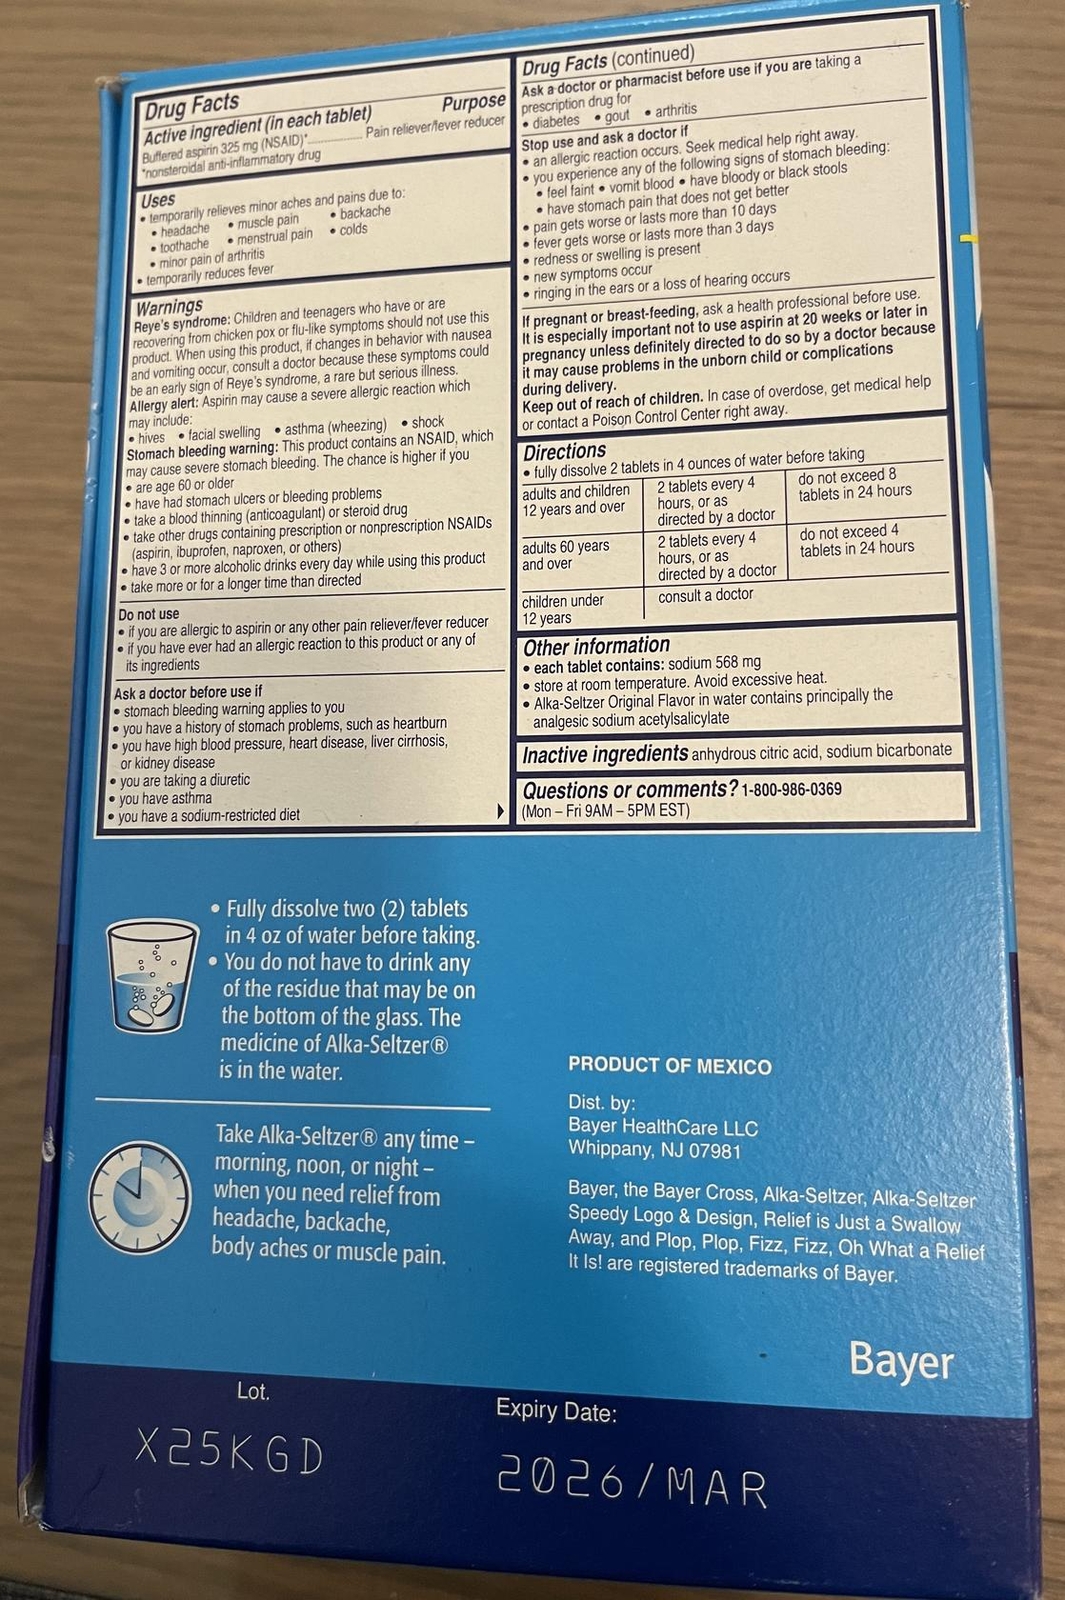 Drug Facts
Active ingredient (in each tablet) Purpose
Buffered aspirin 325 mg (NSAID)*................. Pain reliever/fever reducer
*nonsteroidal anti-inflammatory drug
Uses
• temporarily relieves minor aches and pains due to:
• headache • muscle pain • backache
• toothache • menstrual pain • colds
• minor pain of arthritis
• temporarily reduces fever
Warnings
Reye's syndrome: Children and teenagers who have or are
recovering from chicken pox or flu-like symptoms should not use this
product. When using this product, if changes in behavior with nausea
and vomiting occur, consult a doctor because these symptoms could
be an early sign of Reye's syndrome, a rare but serious illness.
Allergy alert: Aspirin may cause a severe allergic reaction which
may include:
• hives • facial swelling • asthma (wheezing) • shock
Stomach bleeding warning: This product contains an NSAID, which
may cause severe stomach bleeding. The chance is higher if you
• are age 60 or older
• have had stomach ulcers or bleeding problems
• take a blood thinning (anticoagulant) or steroid drug
• take other drugs containing prescription or nonprescription NSAIDs
(aspirin, ibuprofen, naproxen, or others)
• have 3 or more alcoholic drinks every day while using this product
• take more or for a longer time than directed
Do not use
• if you are allergic to aspirin or any other pain reliever/fever reducer
• if you have ever had an allergic reaction to this product or any of
its ingredients
Ask a doctor before use if
• stomach bleeding warning applies to you
• you have a history of stomach problems, such as heartburn
• you have high blood pressure, heart disease, liver cirrhosis,
or kidney disease
• you are taking a diuretic
• you have asthma
• you have a sodium-restricted diet
Drug Facts (continued)
Ask a doctor or pharmacist before use if you are taking a
prescription drug for
• diabetes • gout • arthritis
Stop use and ask a doctor if
• an allergic reaction occurs. Seek medical help right away.
• you experience any of the following signs of stomach bleeding:
• feel faint • vomit blood • have bloody or black stools
• have stomach pain that does not get better
• pain gets worse or lasts more than 10 days
• fever gets worse or lasts more than 3 days
• redness or swelling is present
• new symptoms occur
• ringing in the ears or a loss of hearing occurs
If pregnant or breast-feeding, ask a health professional before use.
It is especially important not to use aspirin at 20 weeks or later in
pregnancy unless definitely directed to do so by a doctor because
it may cause problems in the unborn child or complications
during delivery.
Keep out of reach of children. In case of overdose, get medical help
or contact a Poison Control Center right away.
Directions
• fully dissolve 2 tablets in 4 ounces of water before taking
adults and children 2 tablets every 4 do not exceed 8
12 years and over hours, or as tablets in 24 hours
directed by a doctor
adults 60 years 2 tablets every 4 do not exceed 4
and over hours, or as tablets in 24 hours
directed by a doctor
children under consult a doctor
12 years
Other information
• each tablet contains: sodium 568 mg
• store at room temperature. Avoid excessive heat.
• Alka-Seltzer Original Flavor in water contains principally the
analgesic sodium acetylsalicylate
Inactive ingredients anhydrous citric acid, sodium bicarbonate
Questions or comments? 1-800-986-0369
(Mon – Fri 9AM – 5PM EST)
• Fully dissolve two (2) tablets
in 4 oz of water before taking.
• You do not have to drink any
of the residue that may be on
the bottom of the glass. The
medicine of Alka-Seltzer®
is in the water.
Take Alka-Seltzer® any time –
morning, noon, or night –
when you need relief from
headache, backache,
body aches or muscle pain.
PRODUCT OF MEXICO
Dist. by:
Bayer HealthCare LLC
Whippany, NJ 07981
Bayer, the Bayer Cross, Alka-Seltzer, Alka-Seltzer
Speedy Logo & Design, Relief is Just a Swallow
Away, and Plop, Plop, Fizz, Fizz, Oh What a Relief
It Is! are registered trademarks of Bayer.
Bayer
Lot.
X25KGD
Expiry Date:
2026/MAR